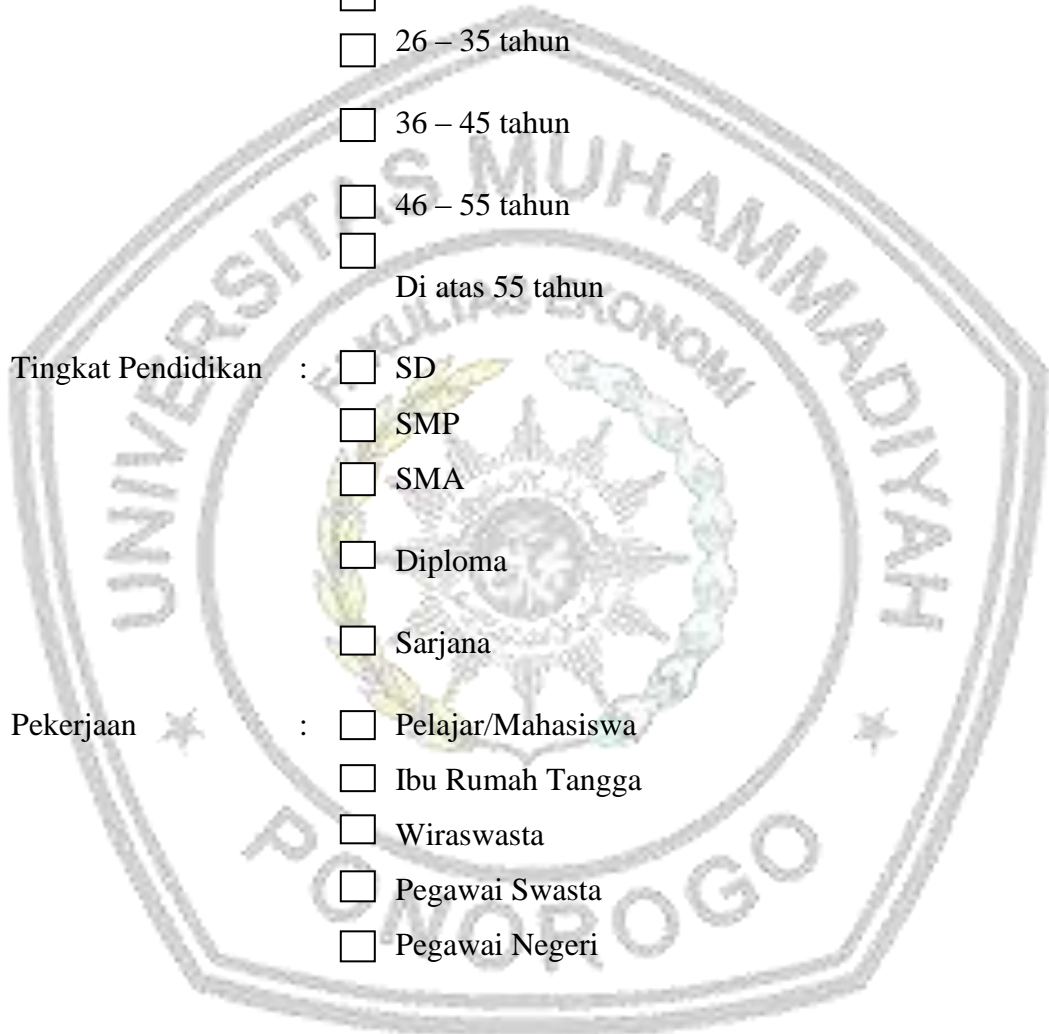 26 – 35 tahun
36 – 45 tahun
46 – 55 tahun
Di atas 55 tahun
Tingkat Pendidikan : SD
SMP
SMA
Diploma
Sarjana
Pekerjaan : Pelajar/Mahasiswa
Ibu Rumah Tangga
Wiraswasta
Pegawai Swasta
Pegawai Negeri
UNIVERSITAS MUHAMMADIYAH
FAKULTAS EKONOMI
PONOROGO